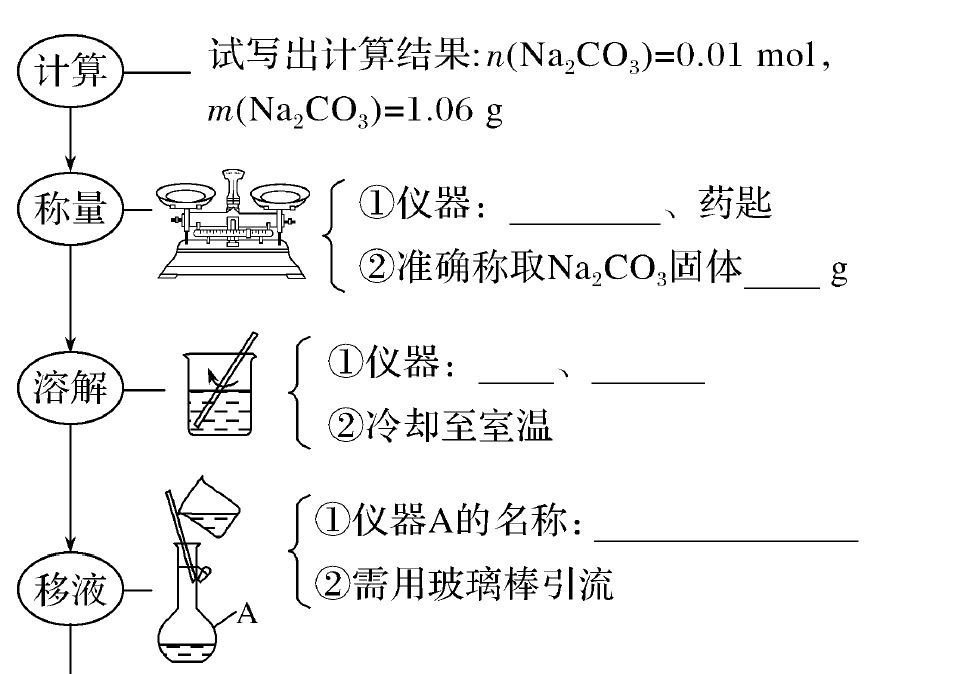 计算 试写出计算结果:n(Na₂CO₃)=0.01 mol,
m(Na₂CO₃)=1.06 g
称量 ①仪器: ________、药匙
②准确称取Na₂CO₃固体____ g
溶解 ①仪器: ____、______
②冷却至室温
移液 ①仪器A的名称: ______________
②需用玻璃棒引流
A